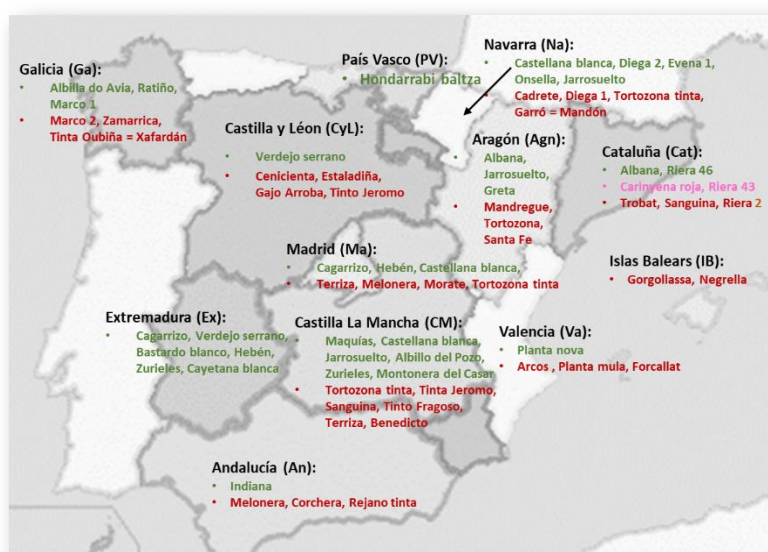 Galicia (Ga):
• Albilla do Avia, Ratiño,
Marco 1
• Marco 2, Zamarrica,
Tinta Oubiña = Xafardán
País Vasco (PV):
• Hondarrabi baltza
Navarra (Na):
• Castellana blanca, Diega 2, Evena 1,
Onsella, Jarrosuelto
• Cadrete, Diega 1, Tortozona tinta,
Garró = Mandón
Castilla y Léon (CyL):
• Verdejo serrano
• Cenicienta, Estaladiña,
Gajo Arroba, Tinto Jeromo
Aragón (Agn):
• Albana,
Jarrosuelto,
Greta
• Mandregue,
Tortozona,
Santa Fe
Cataluña (Cat):
• Albana, Riera 46
• Carinyena roja, Riera 43
• Trobat, Sanguina, Riera 2
Madrid (Ma):
• Cagarrizo, Hebén, Castellana blanca,
• Terriza, Melonera, Morate, Tortozona tinta
Islas Balears (IB):
• Gorgollassa, Negrella
Extremadura (Ex):
• Cagarrizo, Verdejo serrano,
Bastardo blanco, Hebén,
Zurieles, Cayetana blanca
Castilla La Mancha (CM):
• Maquías, Castellana blanca,
Jarrosuelto, Albillo del Pozo,
Zurieles, Montonera del Casar
• Tortozona tinta, Tinta Jeromo,
Sanguina, Tinto Fragoso,
Terriza, Benedicto
Valencia (Va):
• Planta nova
• Arcos , Planta mula, Forcallat
Andalucía (An):
• Indiana
• Melonera, Corchera, Rejano tinta